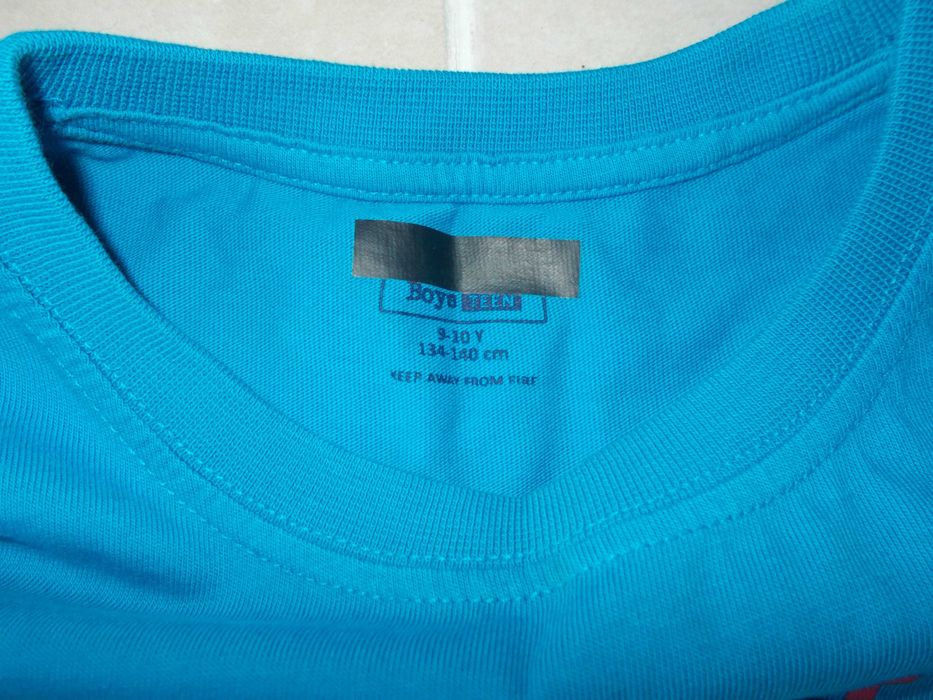 Boys TEEN
9-10 Y
134-140 cm
KEEP AWAY FROM FIRE